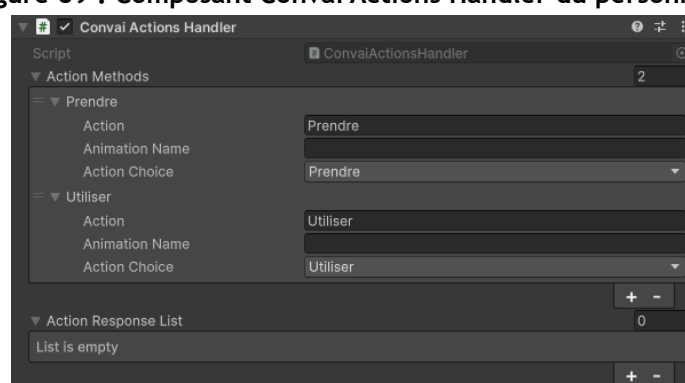 Convai Actions Handler
Script ConvaiActionsHandler
Action Methods 2
Prendre
Action Prendre
Animation Name
Action Choice Prendre
Utiliser
Action Utiliser
Animation Name
Action Choice Utiliser
+ -
Action Response List 0
List is empty
+ -